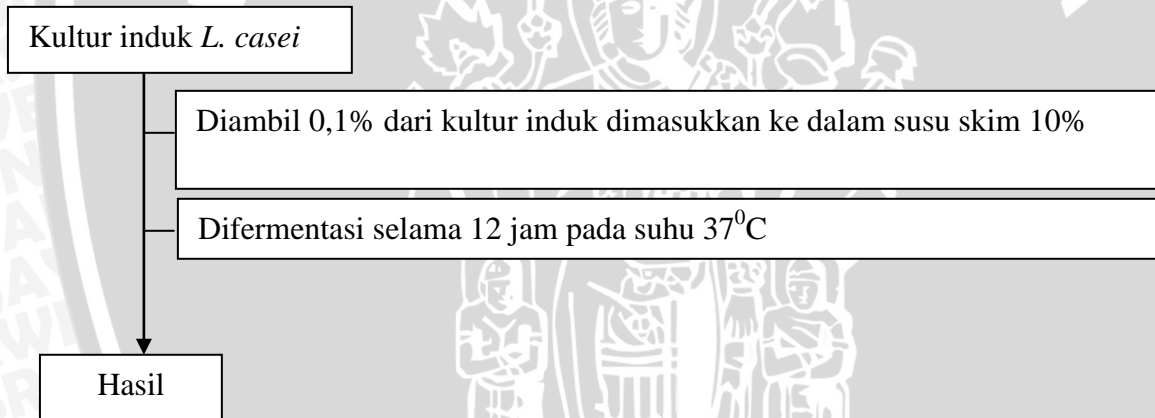 Kultur induk L. casei
Diambil 0,1% dari kultur induk dimasukkan ke dalam susu skim 10%
Difermentasi selama 12 jam pada suhu 37⁰C
Hasil